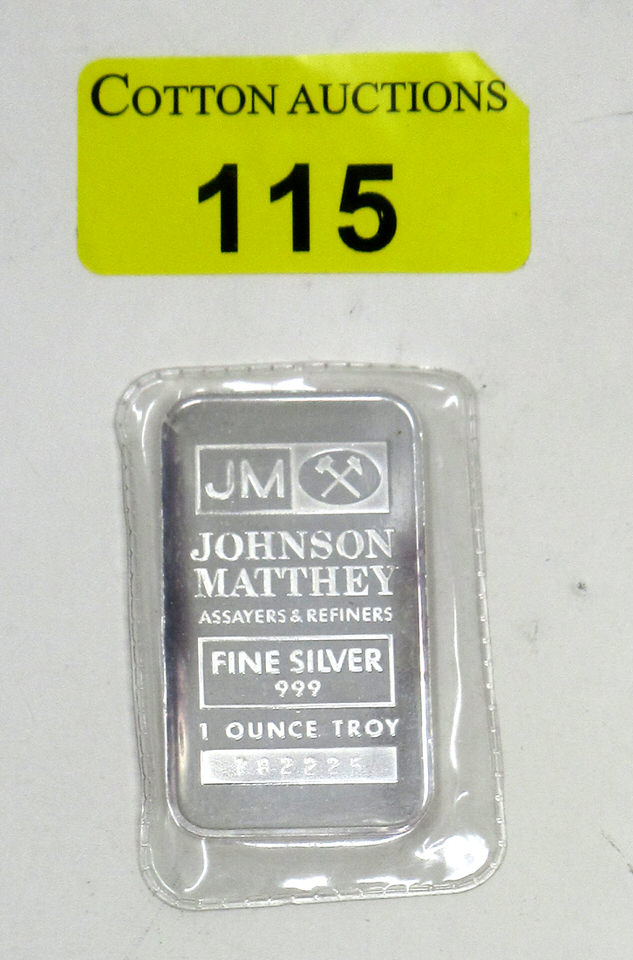 COTTON AUCTIONS
115
JM
JOHNSON
MATTHEY
ASSAYERS & REFINERS
FINE SILVER
999
1 OUNCE TROY